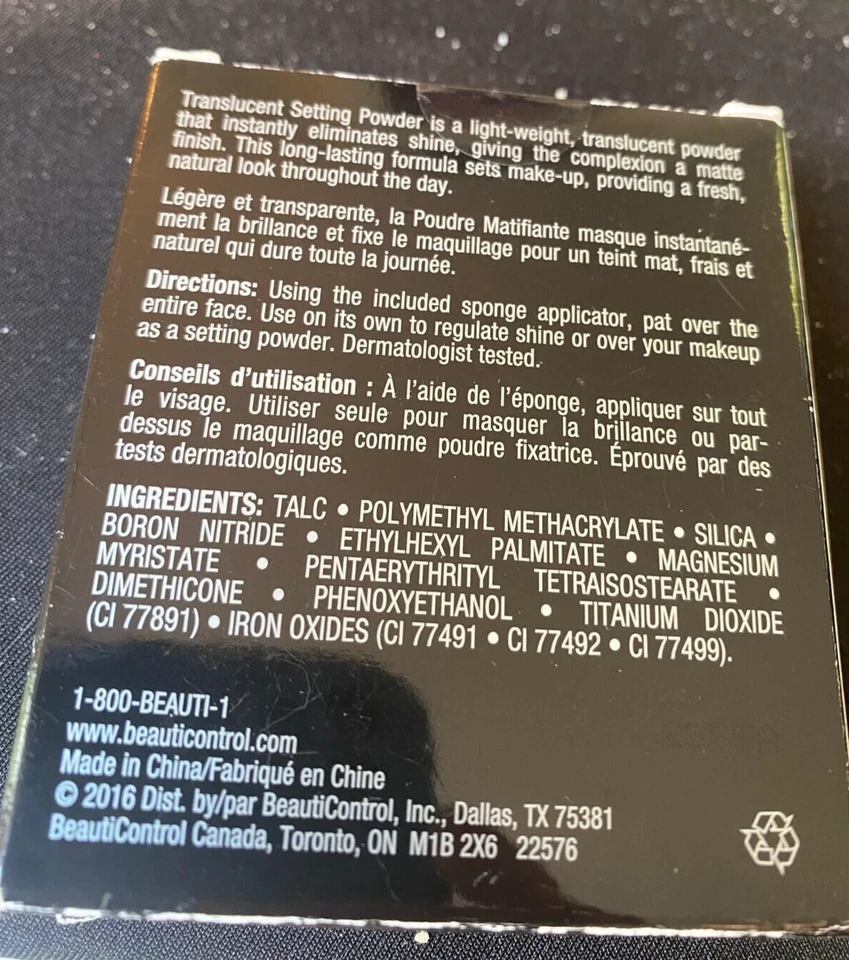 Translucent Setting Powder is a light-weight, translucent powder
that instantly eliminates shine, giving the complexion a matte
finish. This long-lasting formula sets make-up, providing a fresh,
natural look throughout the day.
Légère et transparente, la Poudre Matifiante masque instantané-
ment la brillance et fixe le maquillage pour un teint mat, frais et
naturel qui dure toute la journée.
Directions: Using the included sponge applicator, pat over the
entire face. Use on its own to regulate shine or over your makeup
as a setting powder. Dermatologist tested.
Conseils d'utilisation : À l'aide de l'éponge, appliquer sur tout
le visage. Utiliser seule pour masquer la brillance ou par-
dessus le maquillage comme poudre fixatrice. Éprouvé par des
tests dermatologiques.
INGREDIENTS: TALC • POLYMETHYL METHACRYLATE • SILICA •
BORON NITRIDE • ETHYLHEXYL PALMITATE • MAGNESIUM
MYRISTATE • PENTAERYTHRITYL TETRAISOSTEARATE •
DIMETHICONE • PHENOXYETHANOL • TITANIUM DIOXIDE
(CI 77891) • IRON OXIDES (CI 77491 • CI 77492 • CI 77499).
1-800-BEAUTI-1
www.beauticontrol.com
Made in China/Fabriqué en Chine
© 2016 Dist. by/par BeautiControl, Inc., Dallas, TX 75381
BeautiControl Canada, Toronto, ON M1B 2X6 22576